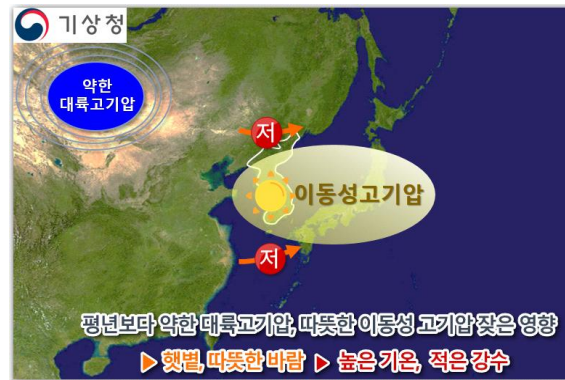 기상청
약한
대륙고기압
저
이동성고기압
저
평년보다 약한 대륙고기압, 따뜻한 이동성 고기압 잦은 영향
▶ 햇볕, 따뜻한 바람 ▶ 높은 기온, 적은 강수